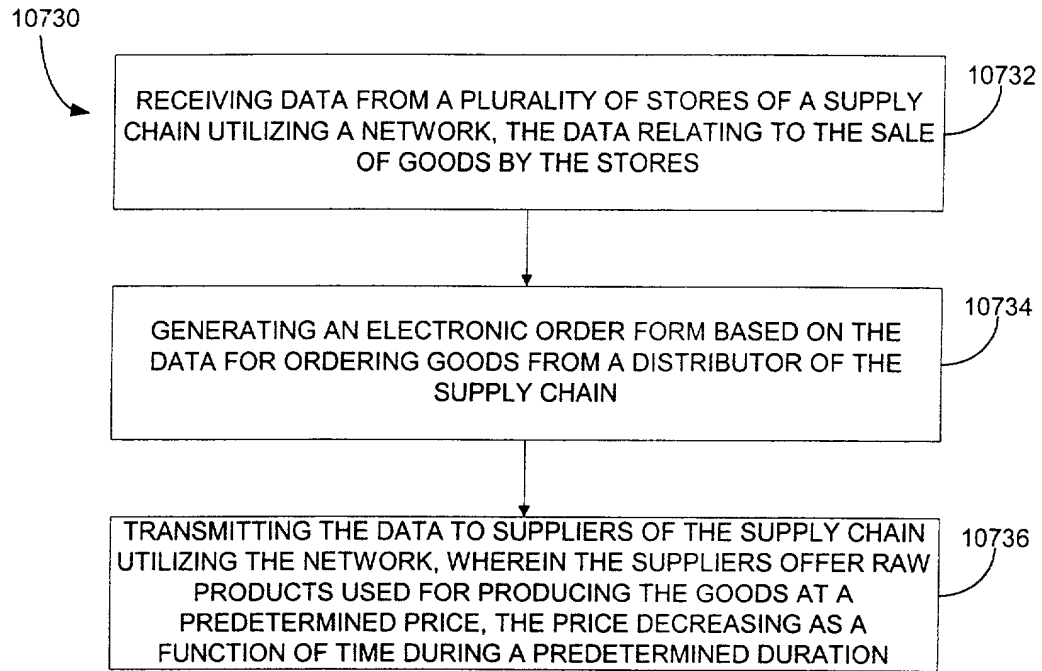 10730
10732
RECEIVING DATA FROM A PLURALITY OF STORES OF A SUPPLY
CHAIN UTILIZING A NETWORK, THE DATA RELATING TO THE SALE
OF GOODS BY THE STORES
10734
GENERATING AN ELECTRONIC ORDER FORM BASED ON THE
DATA FOR ORDERING GOODS FROM A DISTRIBUTOR OF THE
SUPPLY CHAIN
10736
TRANSMITTING THE DATA TO SUPPLIERS OF THE SUPPLY CHAIN
UTILIZING THE NETWORK, WHEREIN THE SUPPLIERS OFFER RAW
PRODUCTS USED FOR PRODUCING THE GOODS AT A
PREDETERMINED PRICE, THE PRICE DECREASING AS A
FUNCTION OF TIME DURING A PREDETERMINED DURATION